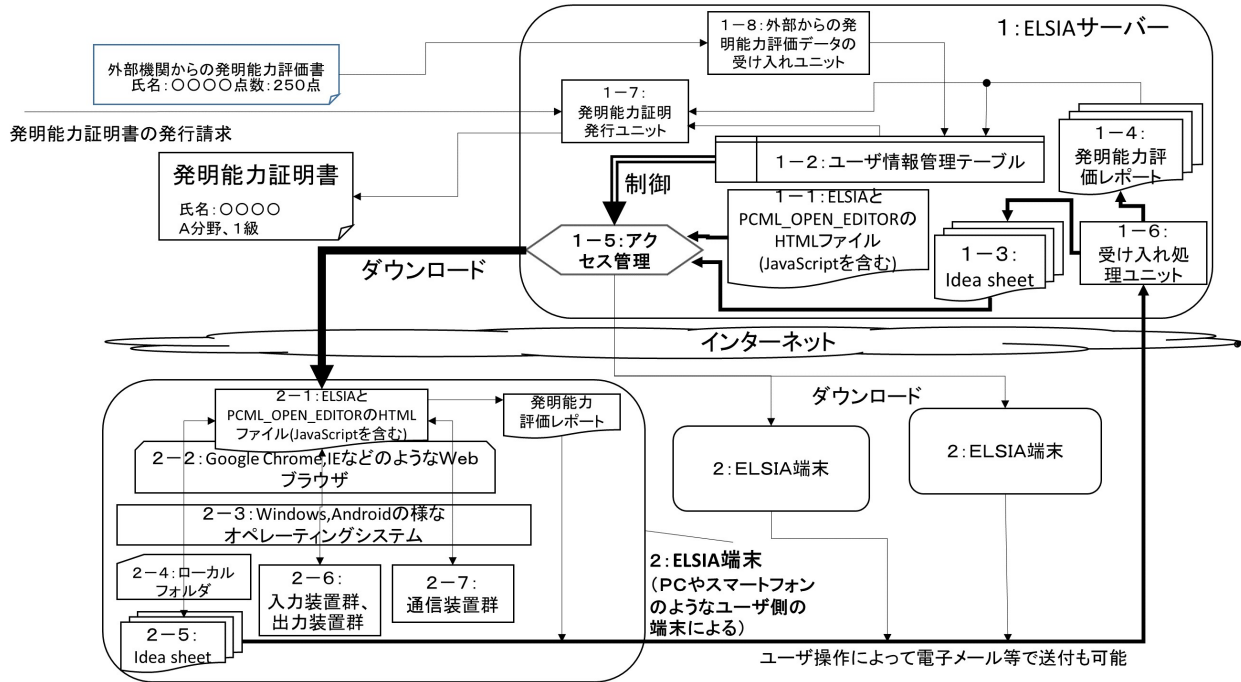 1：ELSIAサーバー
1－8：外部からの発
明能力評価データの
受け入れユニット
外部機関からの発明能力評価書
氏名：〇〇〇〇点数：250点
1－7：
発明能力証明
発行ユニット
発明能力証明書の発行請求
発明能力証明書
氏名：〇〇〇〇
A分野、1級
1－2：ユーザ情報管理テーブル
1－4：
発明能力評
価レポート
制御
1－1：ELSIAと
PCML_OPEN_EDITORの
HTMLファイル
(JavaScriptを含む)
1－5：アク
セス管理
1－3：
Idea sheet
1－6：
受け入れ処
理ユニット
ダウンロード
インターネット
2－1：ELSIAと
PCML_OPEN_EDITORのHTML
ファイル(JavaScriptを含む)
発明能力
評価レポート
ダウンロード
2－2：Google Chrome,IEなどのようなWeb
ブラウザ
2：ELSIA端末
2：ELSIA端末
2－3：Windows,Androidの様な
オペレーティングシステム
2－4：ローカル
フォルダ
2－6：
入力装置群、
出力装置群
2－7：
通信装置群
2：ELSIA端末
（PCやスマートフォン
のようなユーザ側の
端末による）
2－5：
Idea sheet
ユーザ操作によって電子メール等で送付も可能